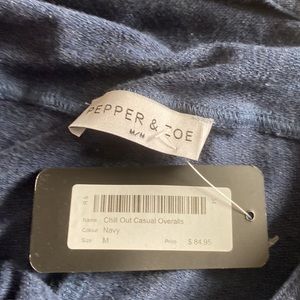 PEPPER & ZOE
M/M
Name: Chill Out Casual Overalls
Colour: Navy
Size: M Price: $ 84.95